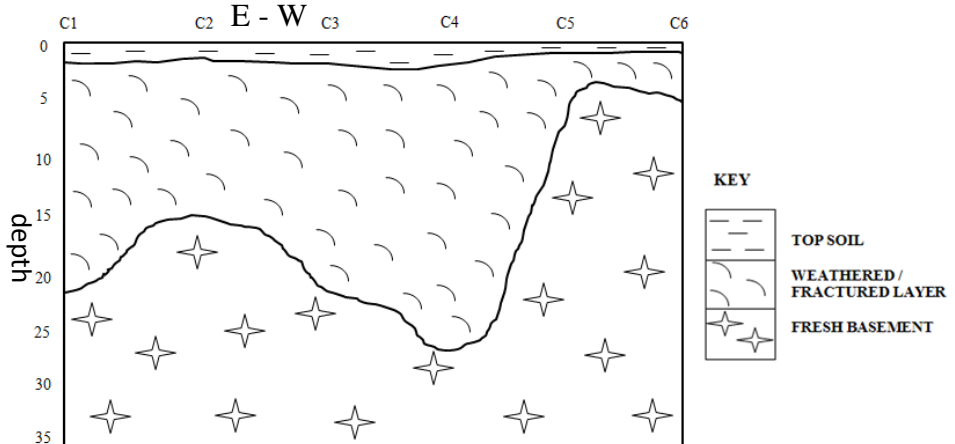 E - W
C1 C2 C3 C4 C5 C6
0
5
10
15
20
25
30
35
depth
KEY
TOP SOIL
WEATHERED /
FRACTURED LAYER
FRESH BASEMENT